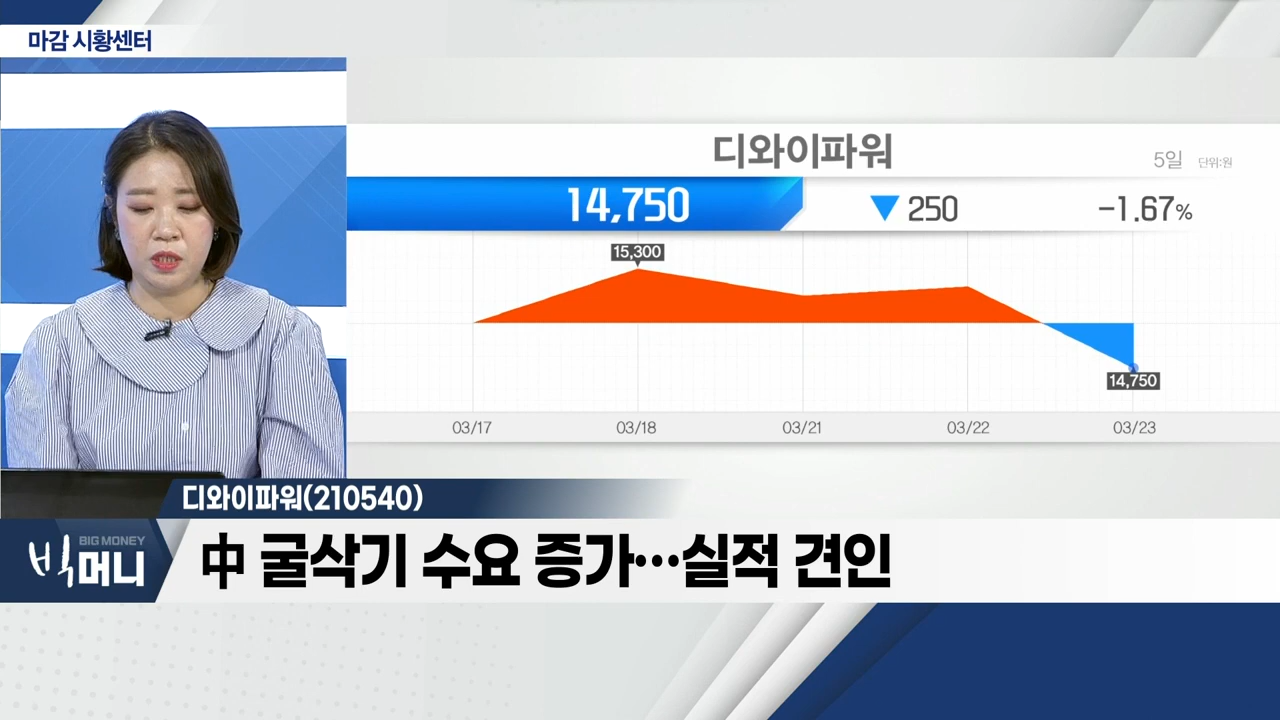 마감 시황센터
디와이파워
5일 단위:원
14,750 ▼ 250 -1.67%
15,300
14,750
03/17 03/18 03/21 03/22 03/23
디와이파워(210540)
BIG MONEY
빅머니
中 굴삭기 수요 증가…실적 견인